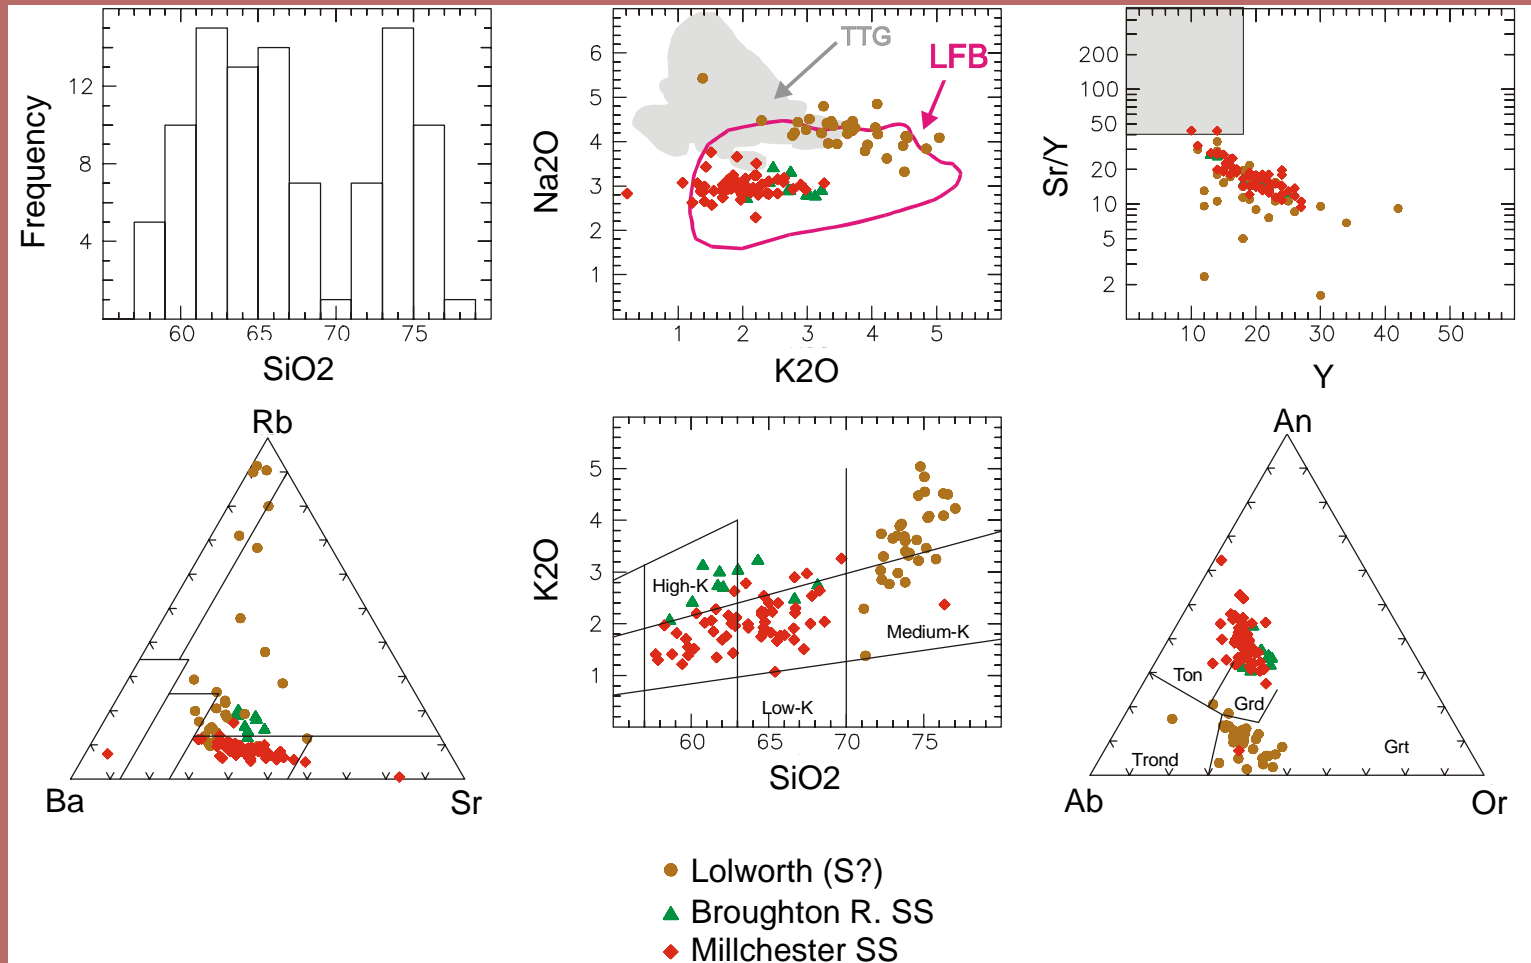 Frequency
12
8
4
60
65
70
75
SiO2
Na2O
6
5
4
3
2
1
TTG
LFB
1
2
3
4
5
K2O
Sr/Y
200
100
50
20
10
5
2
10
20
30
40
50
Y
Rb
Ba
Sr
K2O
5
4
3
2
1
High-K
Medium-K
Low-K
60
65
70
75
SiO2
An
Ton
Grd
Trond
Grt
Ab
Or
Lolworth (S?)
Broughton R. SS
Millchester SS